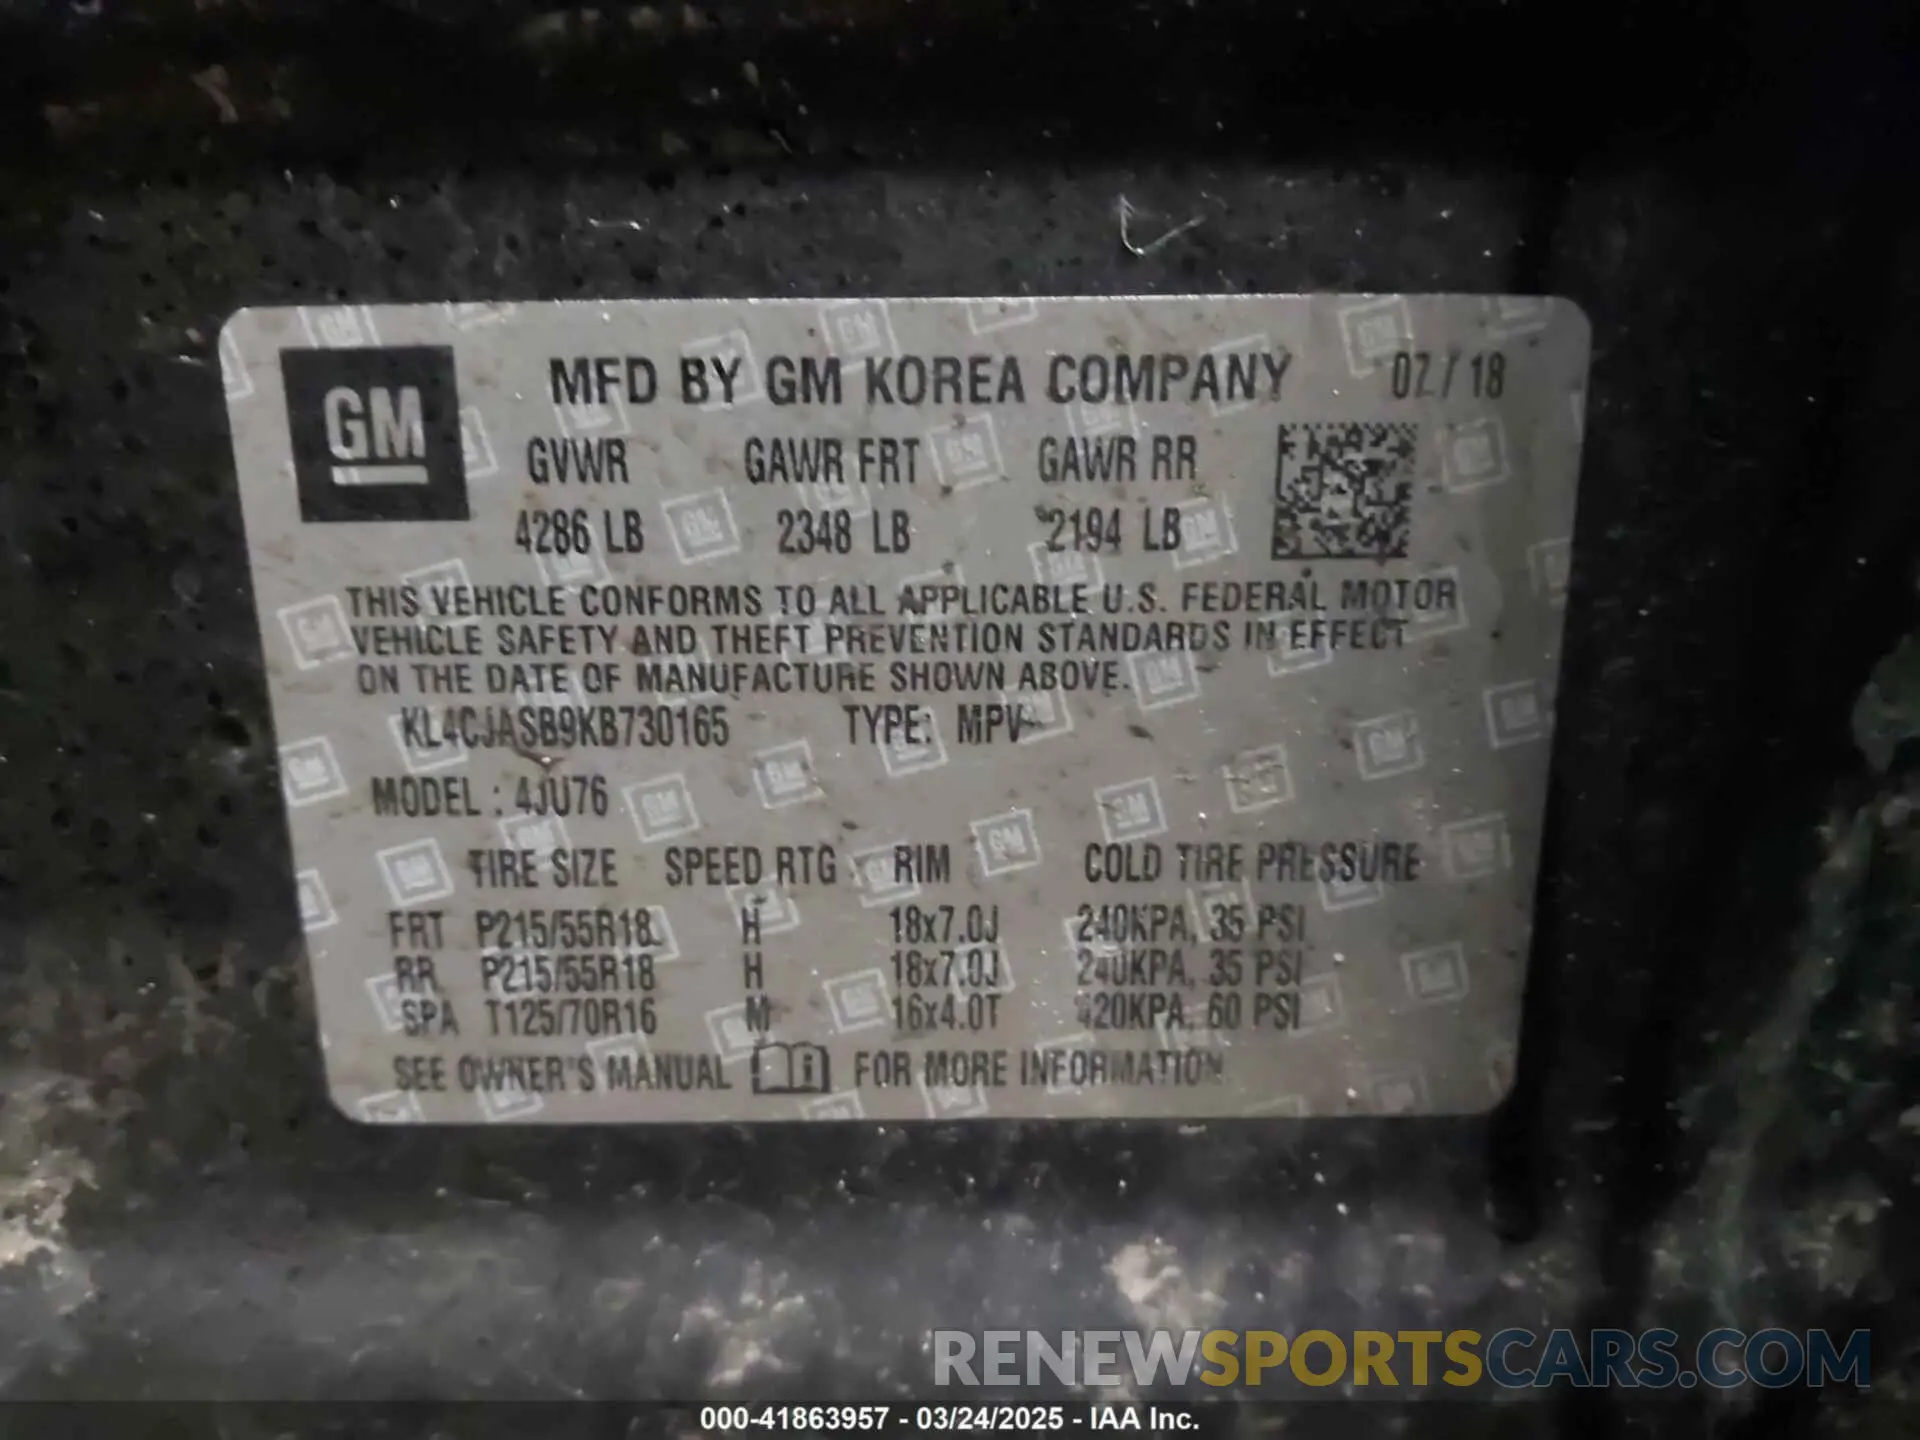 GM
MFD BY GM KOREA COMPANY 07/18
GVWR GAWR FRT GAWR RR
4286 LB 2348 LB 2194 LB
THIS VEHICLE CONFORMS TO ALL APPLICABLE U.S. FEDERAL MOTOR
VEHICLE SAFETY AND THEFT PREVENTION STANDARDS IN EFFECT
ON THE DATE OF MANUFACTURE SHOWN ABOVE.
KL4CJASB9KB730165 TYPE: MPV
MODEL : 4JU76
TIRE SIZE SPEED RTG RIM COLD TIRE PRESSURE
FRT P215/55R18 H 18x7.0J 240KPA, 35 PSI
RR P215/55R18 H 18x7.0J 240KPA, 35 PSI
SPA T125/70R16 M 16x4.0T 420KPA, 60 PSI
SEE OWNER'S MANUAL i FOR MORE INFORMATION
RENEWSPORTSCARS.COM
000-41863957 - 03/24/2025 - IAA Inc.